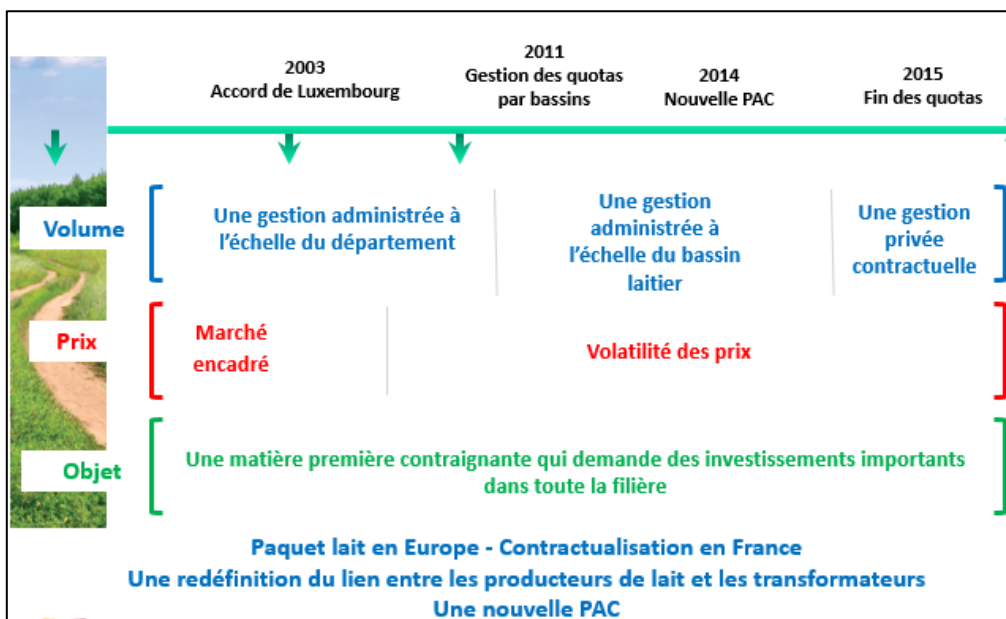 2003
Accord de Luxembourg
2011
Gestion des quotas
par bassins
2014
Nouvelle PAC
2015
Fin des quotas
Volume
Une gestion administrée à
l'échelle du département
Une gestion
administrée à
l'échelle du bassin
laitier
Une gestion
privée
contractuelle
Prix
Marché
encadré
Volatilité des prix
Objet
Une matière première contraignante qui demande des investissements importants
dans toute la filière
Paquet lait en Europe - Contractualisation en France
Une redéfinition du lien entre les producteurs de lait et les transformateurs
Une nouvelle PAC